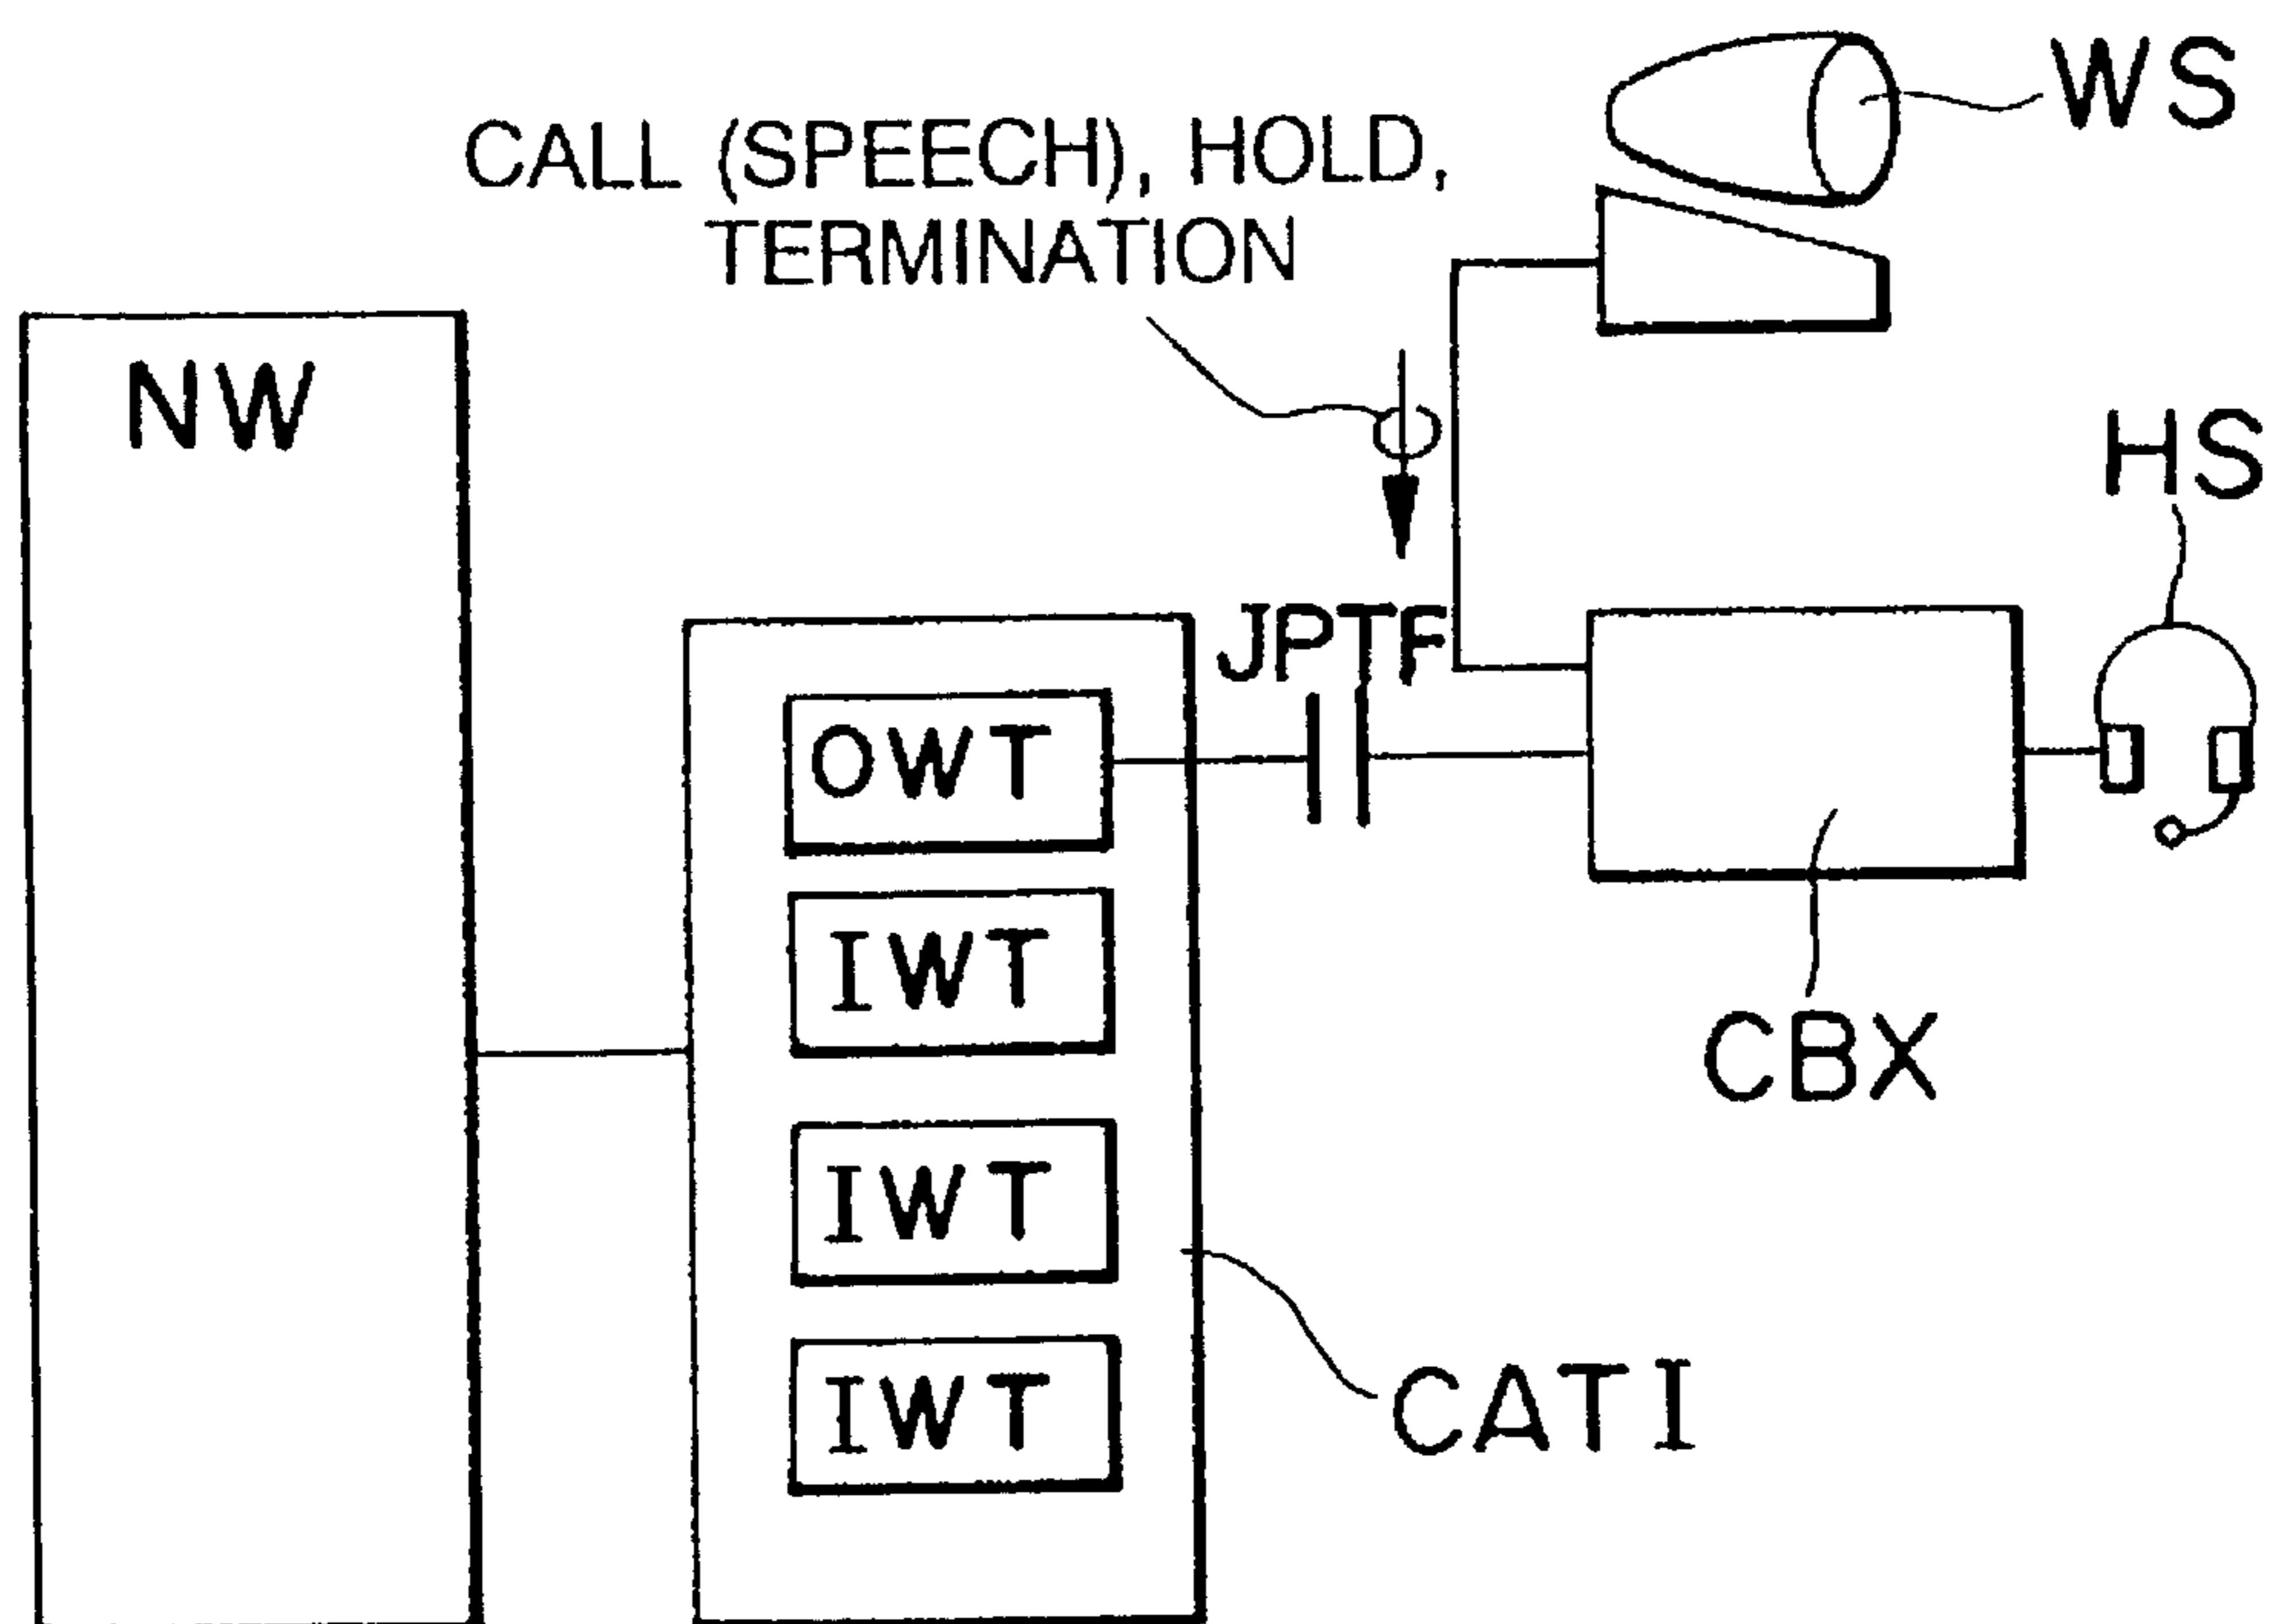 WS
CALL (SPEECH), HOLD,
TERMINATION
NW
HS
JPTF
OWT
IWT
CBX
IWT
CATI
IWT